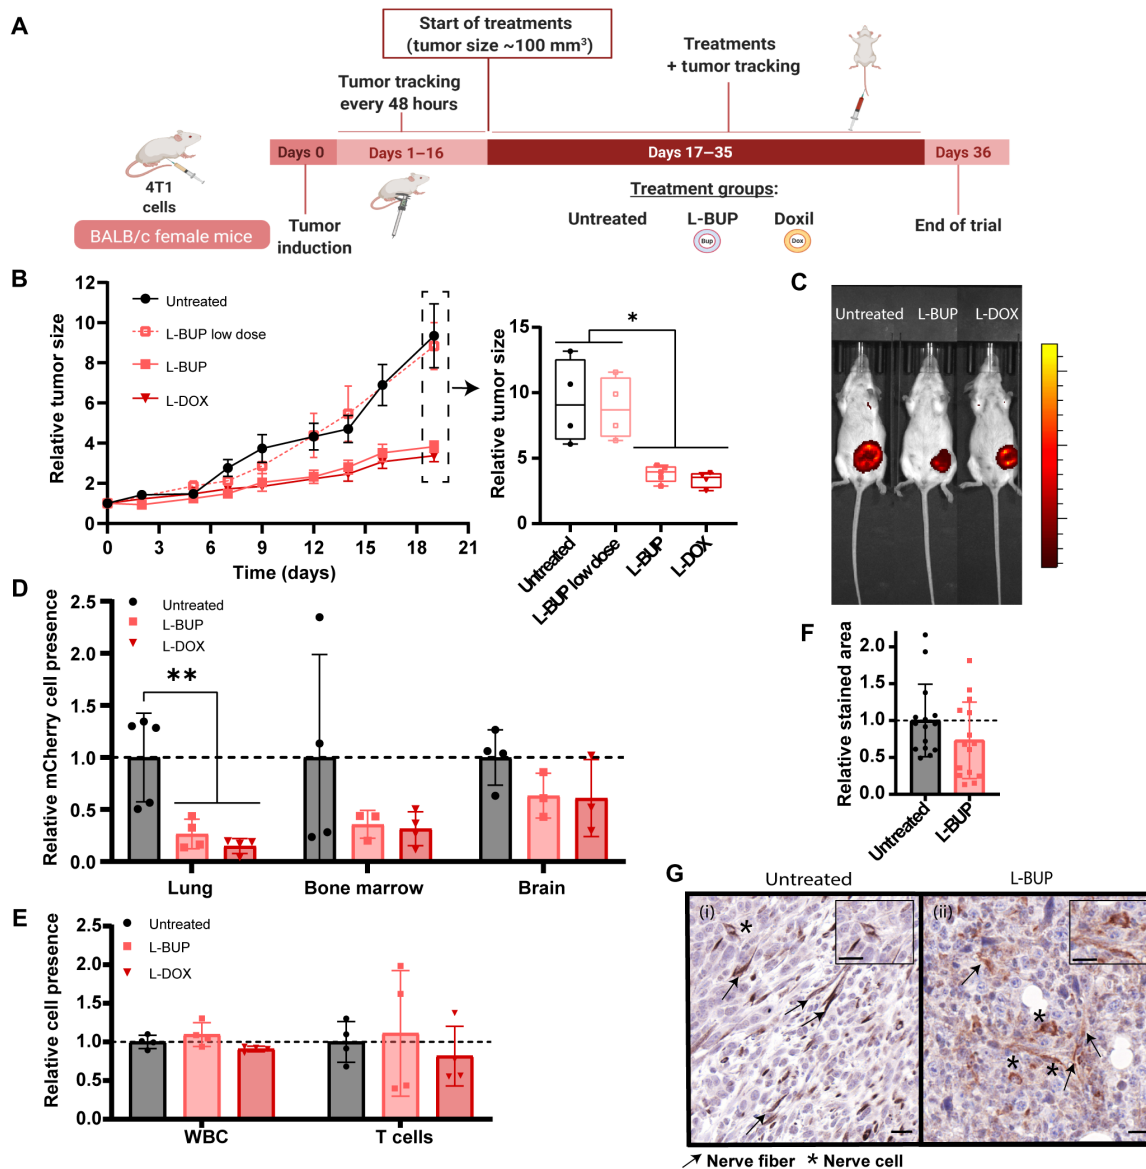 A
Start of treatments
(tumor size ~100 mm³)
Tumor tracking
every 48 hours
Treatments
+ tumor tracking
Days 0
Days 1–16
Days 17–35
Days 36
4T1
cells
BALB/c female mice
Tumor
induction
Treatment groups:
Untreated
L-BUP
Doxil
Bup
Dox
End of trial
B
Relative tumor size
12
10
8
6
4
2
0
Untreated
L-BUP low dose
L-BUP
L-DOX
0
3
6
9
12
15
18
21
Time (days)
Relative tumor size
15
10
5
0
*
Untreated
L-BUP low dose
L-BUP
L-DOX
C
Untreated
L-BUP
L-DOX
D
Relative mCherry cell presence
2.5
2.0
1.5
1.0
0.5
0.0
Untreated
L-BUP
L-DOX
**
Lung
Bone marrow
Brain
E
Relative cell presence
2.5
2.0
1.5
1.0
0.5
0.0
Untreated
L-BUP
L-DOX
WBC
T cells
F
Relative stained area
2.0
1.5
1.0
0.5
0.0
Untreated
L-BUP
G
Untreated
L-BUP
(i)
*
(ii)
*
*
*
Nerve fiber * Nerve cell